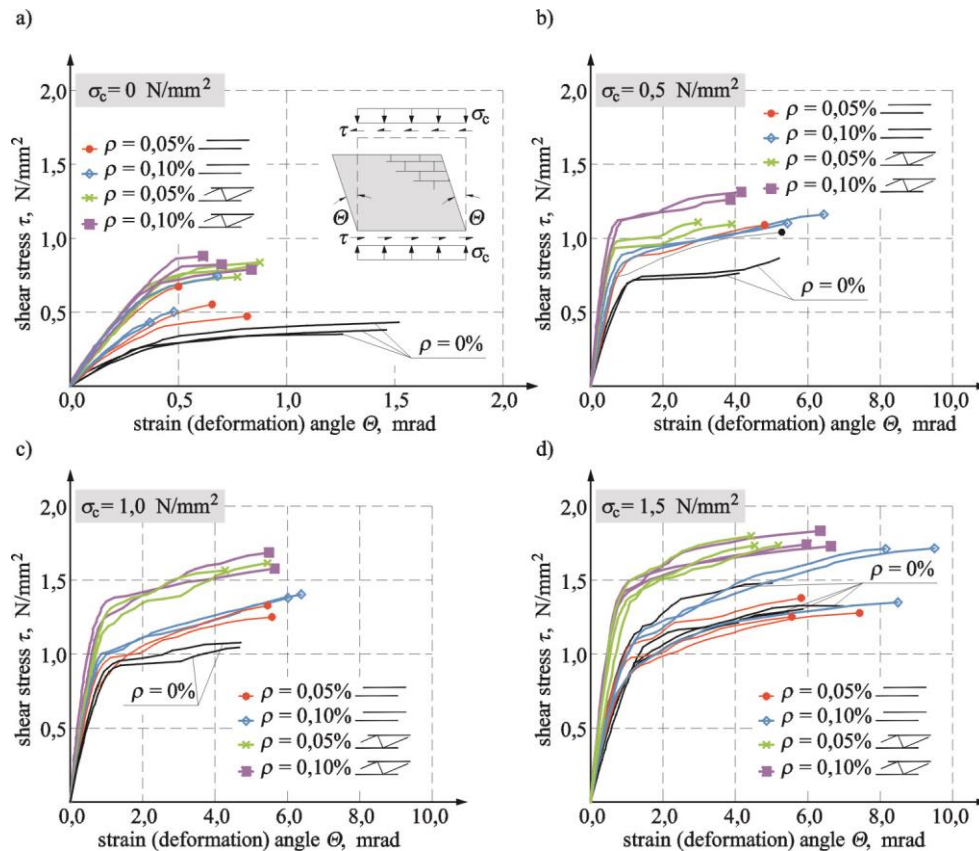 a)
σc= 0 N/mm²
shear stress τ, N/mm²
2,0
1,5
1,0
0,5
ρ = 0,05%
ρ = 0,10%
ρ = 0,05%
ρ = 0,10%
σc
τ
Θ Θ
τ
σc
ρ = 0%
0,0 0,5 1,0 1,5 2,0
strain (deformation) angle Θ, mrad
b)
σc= 0,5 N/mm²
shear stress τ, N/mm²
2,0
1,5
1,0
0,5
ρ = 0,05%
ρ = 0,10%
ρ = 0,05%
ρ = 0,10%
ρ = 0%
0,0 2,0 4,0 6,0 8,0 10,0
strain (deformation) angle Θ, mrad
c)
σc= 1,0 N/mm²
shear stress τ, N/mm²
2,0
1,5
1,0
0,5
ρ = 0%
ρ = 0,05%
ρ = 0,10%
ρ = 0,05%
ρ = 0,10%
0,0 2,0 4,0 6,0 8,0 10,0
strain (deformation) angle Θ, mrad
d)
σc= 1,5 N/mm²
shear stress τ, N/mm²
2,0
1,5
1,0
0,5
ρ = 0%
ρ = 0,05%
ρ = 0,10%
ρ = 0,05%
ρ = 0,10%
0,0 2,0 4,0 6,0 8,0 10,0
strain (deformation) angle Θ, mrad